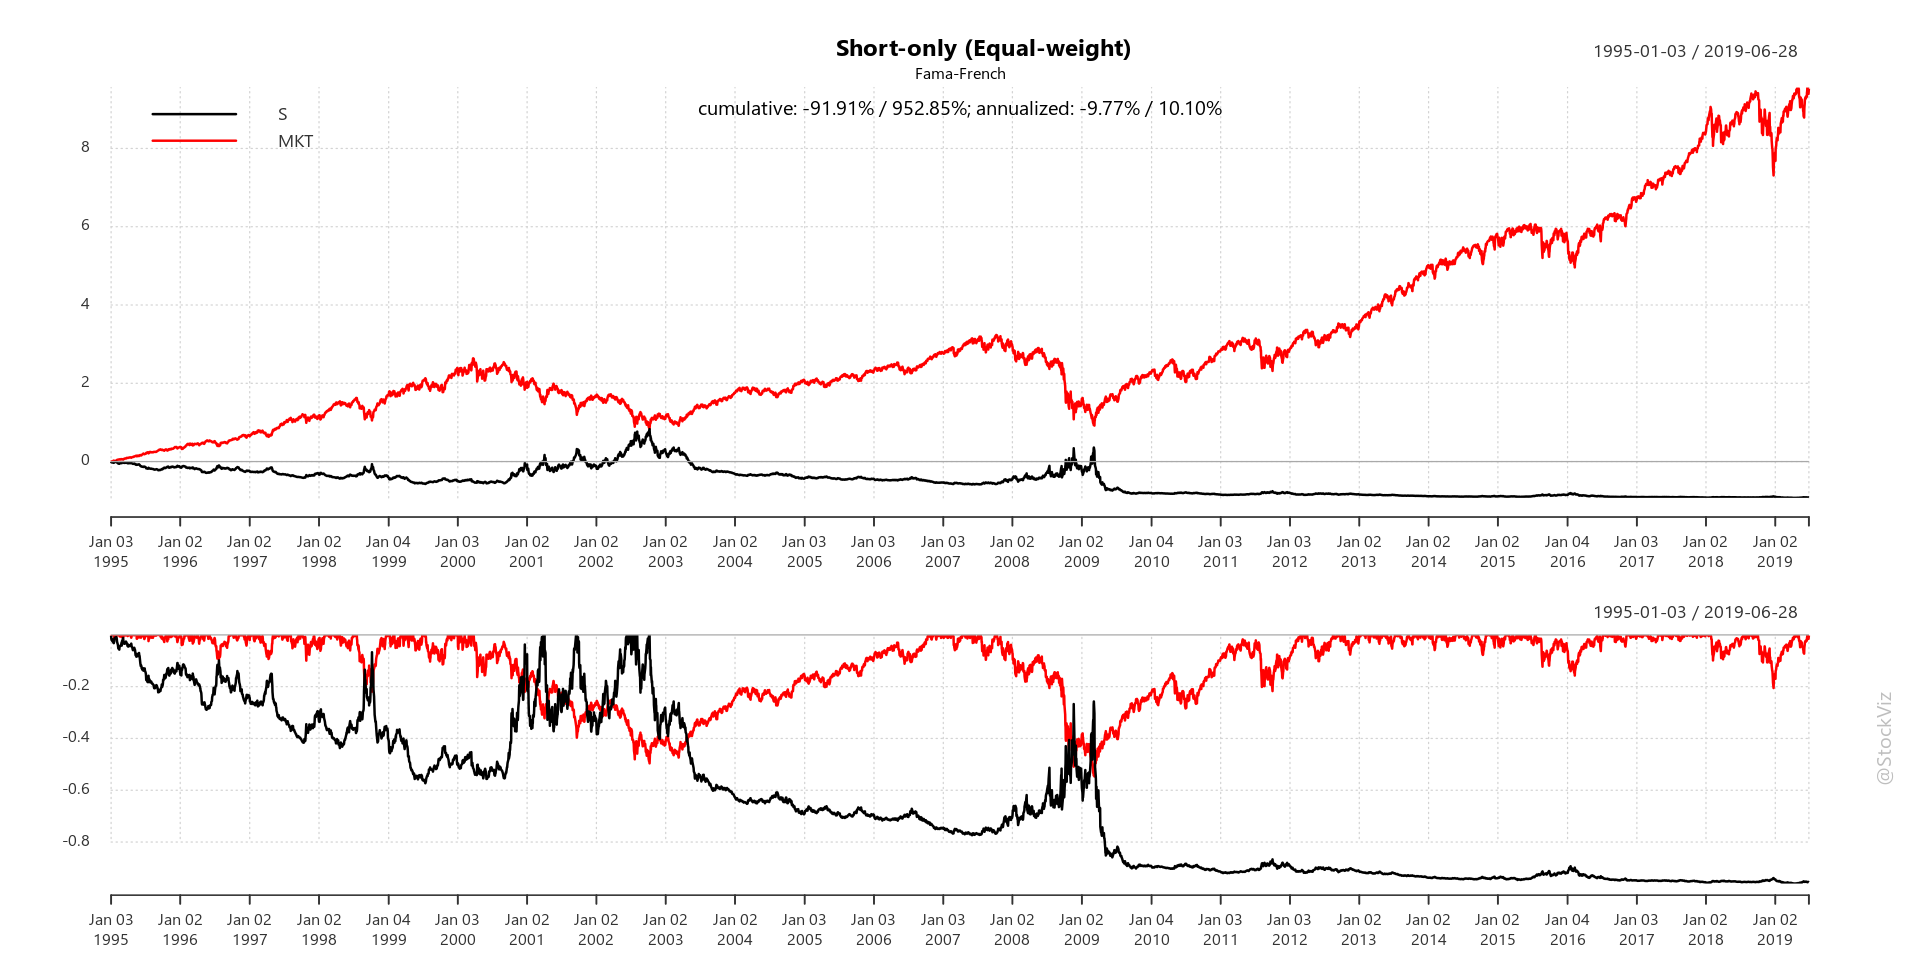 Short-only (Equal-weight)
1995-01-03 / 2019-06-28
Fama-French
cumulative: -91.91% / 952.85%; annualized: -9.77% / 10.10%
S
MKT
8
6
4
2
0
Jan 03 Jan 02 Jan 02 Jan 02 Jan 04 Jan 03 Jan 02 Jan 02 Jan 02 Jan 02 Jan 03 Jan 03 Jan 03 Jan 02 Jan 02 Jan 04 Jan 03 Jan 03 Jan 02 Jan 02 Jan 02 Jan 04 Jan 03 Jan 02 Jan 02
1995 1996 1997 1998 1999 2000 2001 2002 2003 2004 2005 2006 2007 2008 2009 2010 2011 2012 2013 2014 2015 2016 2017 2018 2019
1995-01-03 / 2019-06-28
-0.2
-0.4
-0.6
-0.8
Jan 03 Jan 02 Jan 02 Jan 02 Jan 04 Jan 03 Jan 02 Jan 02 Jan 02 Jan 02 Jan 03 Jan 03 Jan 03 Jan 02 Jan 02 Jan 04 Jan 03 Jan 03 Jan 02 Jan 02 Jan 02 Jan 04 Jan 03 Jan 02 Jan 02
1995 1996 1997 1998 1999 2000 2001 2002 2003 2004 2005 2006 2007 2008 2009 2010 2011 2012 2013 2014 2015 2016 2017 2018 2019
@StockViz